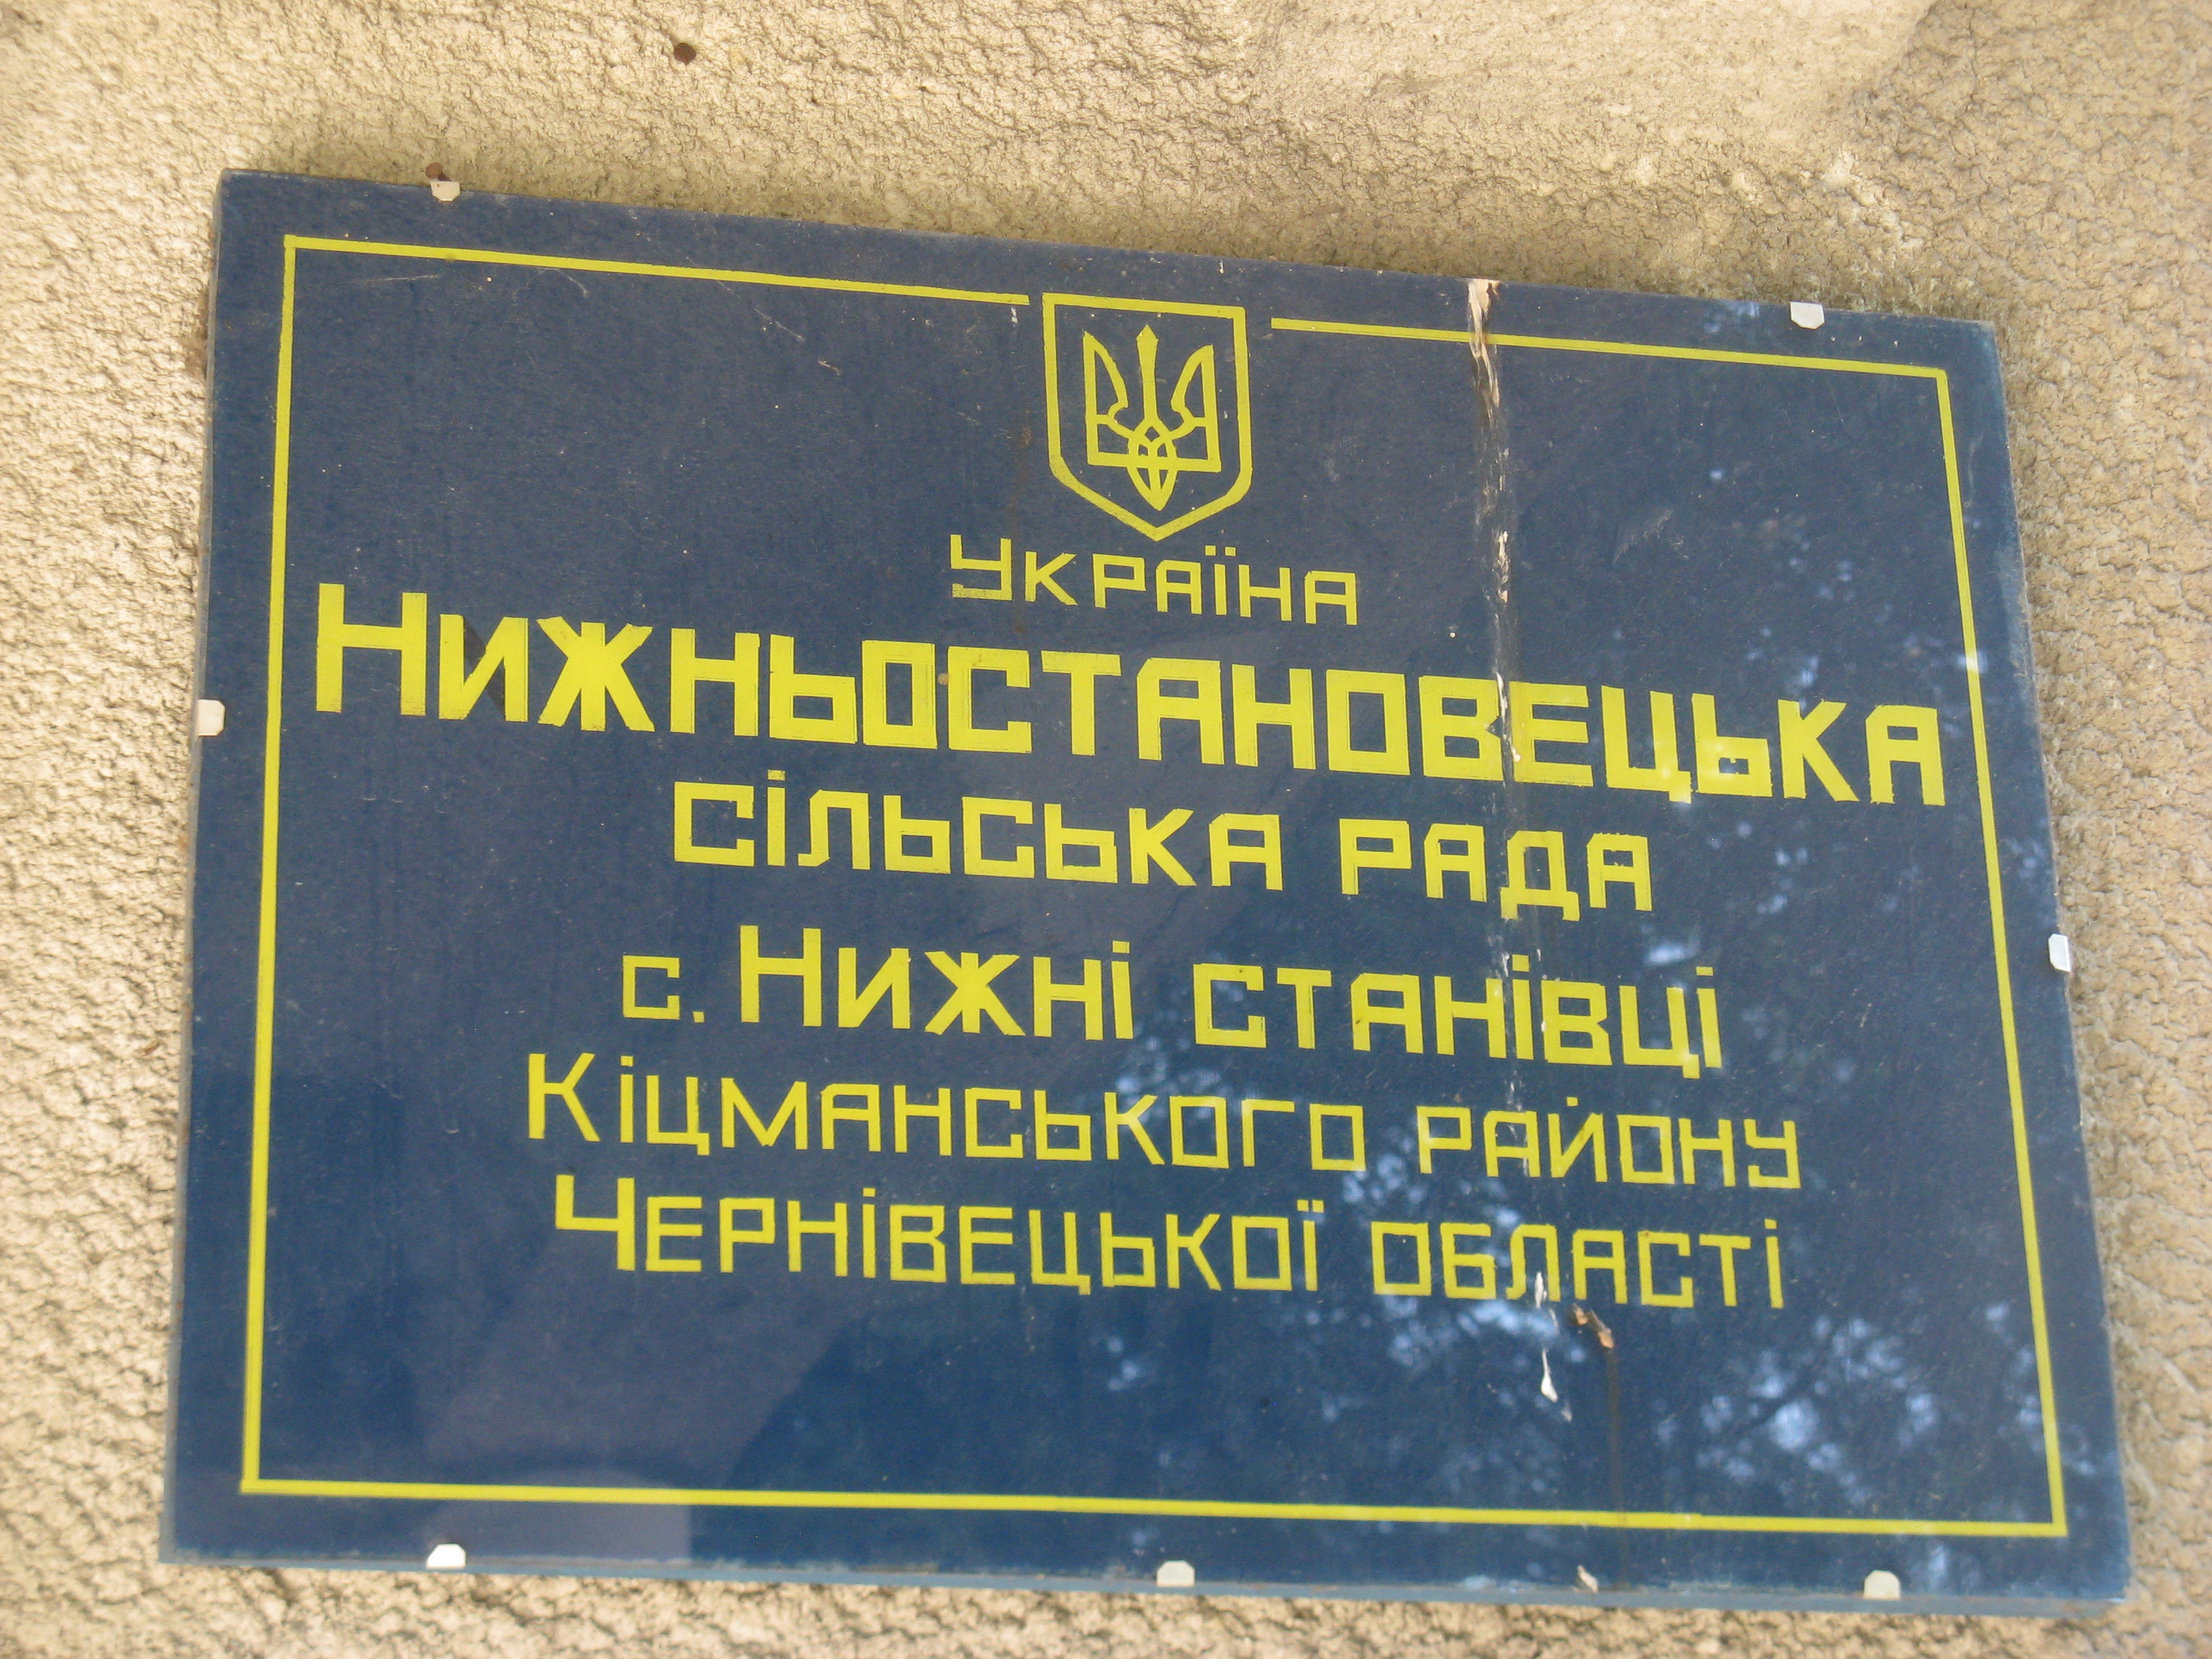 Україна
Нижньостановецька
сільська рада
с. Нижні Станівці
Кіцманського району
Чернівецької області